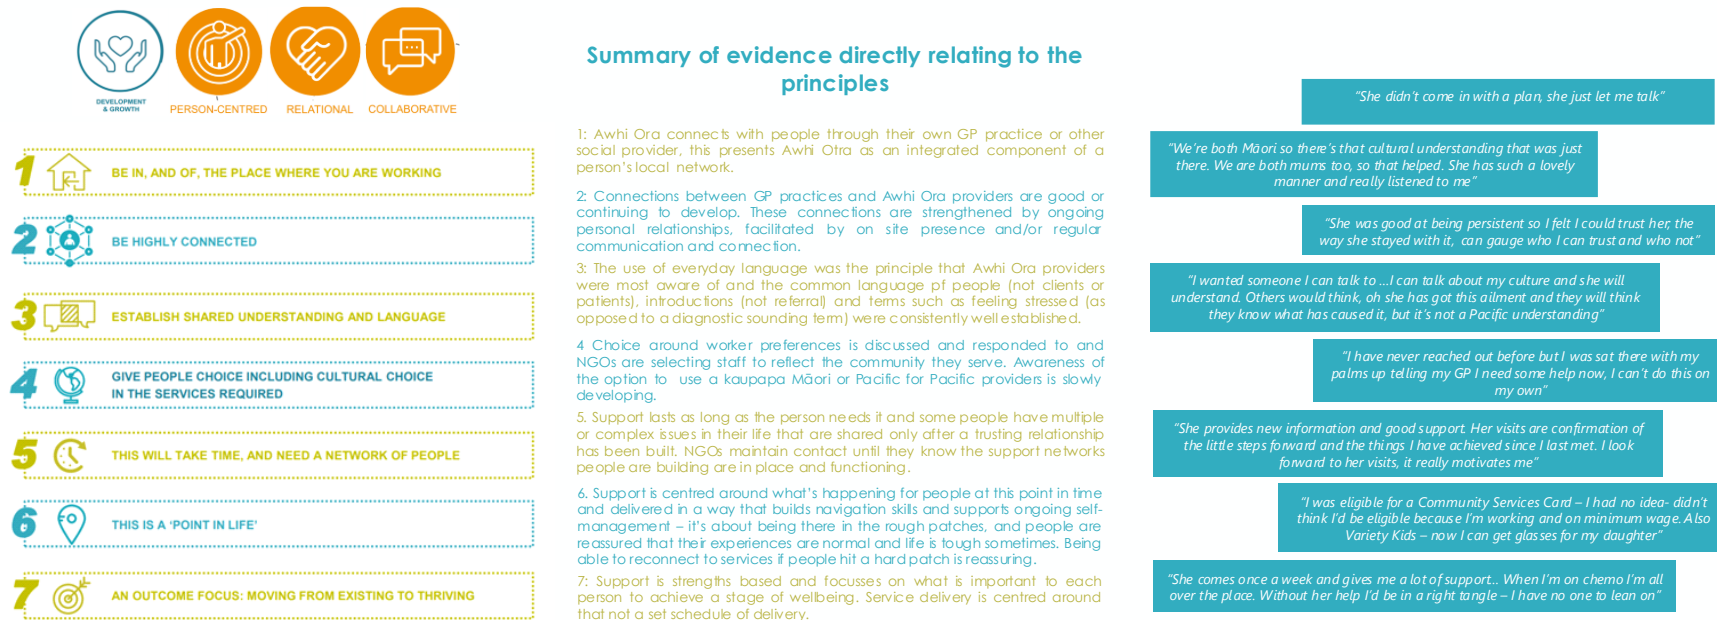 DEVELOPMENT
& GROWTH
PERSON-CENTRED
RELATIONAL
COLLABORATIVE
1
BE IN, AND OF, THE PLACE WHERE YOU ARE WORKING
2
BE HIGHLY CONNECTED
3
ESTABLISH SHARED UNDERSTANDING AND LANGUAGE
4
GIVE PEOPLE CHOICE INCLUDING CULTURAL CHOICE
IN THE SERVICES REQUIRED
5
THIS WILL TAKE TIME, AND NEED A NETWORK OF PEOPLE
6
THIS IS A ‘POINT IN LIFE’
7
AN OUTCOME FOCUS: MOVING FROM EXISTING TO THRIVING
Summary of evidence directly relating to the
principles
1: Awhi Ora connects with people through their own GP practice or other
social provider, this presents Awhi Otra as an integrated component of a
person’s local network.
2: Connections between GP practices and Awhi Ora providers are good or
continuing to develop. These connections are strengthened by ongoing
personal relationships, facilitated by on site presence and/or regular
communication and connection.
3: The use of everyday language was the principle that Awhi Ora providers
were most aware of and the common language pf people (not clients or
patients), introductions (not referral) and terms such as feeling stressed (as
opposed to a diagnostic sounding term) were consistently well established.
4 Choice around worker preferences is discussed and responded to and
NGOs are selecting staff to reflect the community they serve. Awareness of
the option to use a kaupapa Māori or Pacific for Pacific providers is slowly
developing.
5. Support lasts as long as the person needs it and some people have multiple
or complex issues in their life that are shared only after a trusting relationship
has been built. NGOs maintain contact until they know the support networks
people are building are in place and functioning.
6. Support is centred around what’s happening for people at this point in time
and delivered in a way that builds navigation skills and supports ongoing self-
management – it’s about being there in the rough patches, and people are
reassured that their experiences are normal and life is tough sometimes. Being
able to reconnect to services if people hit a hard patch is reassuring.
7: Support is strengths based and focusses on what is important to each
person to achieve a stage of wellbeing. Service delivery is centred around
that not a set schedule of delivery.
“She didn’t come in with a plan, she just let me talk”
“We’re both Māori so there’s that cultural understanding that was just
there. We are both mums too, so that helped. She has such a lovely
manner and really listened to me”
“She was good at being persistent so I felt I could trust her, the
way she stayed with it, can gauge who I can trust and who not”
“I wanted someone I can talk to …I can talk about my culture and she will
understand. Others would think, oh she has got this ailment and they will think
they know what has caused it, but it’s not a Pacific understanding”
“I have never reached out before but I was sat there with my
palms up telling my GP I need some help now, I can’t do this on
my own”
“She provides new information and good support. Her visits are confirmation of
the little steps forward and the things I have achieved since I last met. I look
forward to her visits, it really motivates me”
“I was eligible for a Community Services Card – I had no idea- didn’t
think I’d be eligible because I’m working and on minimum wage. Also
Variety Kids – now I can get glasses for my daughter”
“She comes once a week and gives me a lot of support.. When I’m on chemo I’m all
over the place. Without her help I’d be in a right tangle – I have no one to lean on”